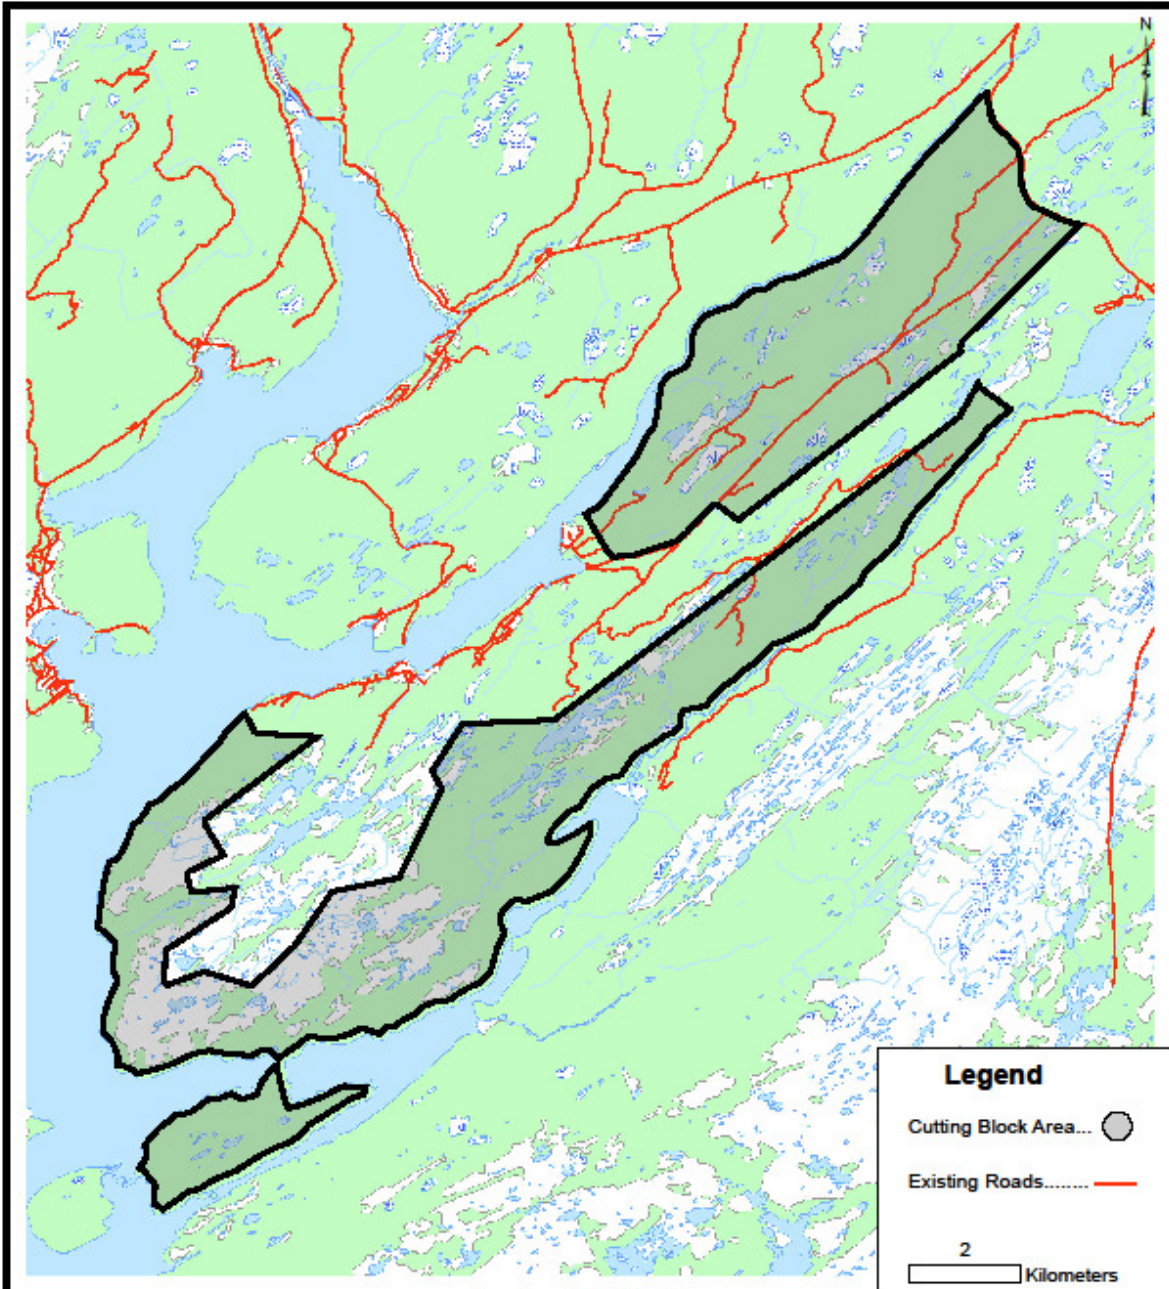 N
Legend
Cutting Block Area...
Existing Roads........
2
Kilometers